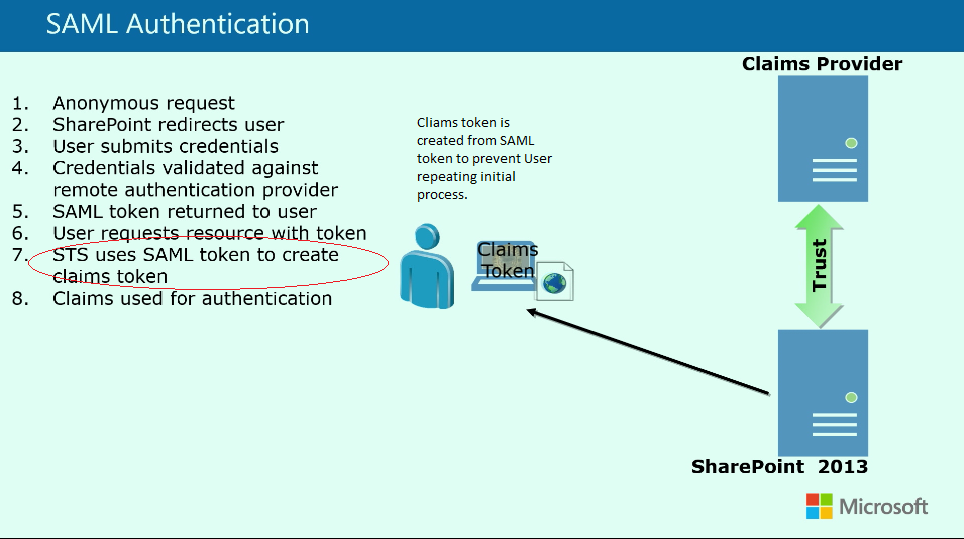 SAML Authentication
1. Anonymous request
2. SharePoint redirects user
3. User submits credentials
4. Credentials validated against
remote authentication provider
5. SAML token returned to user
6. User requests resource with token
7. STS uses SAML token to create
claims token
8. Claims used for authentication
Cliams token is
created from SAML
token to prevent User
repeating initial
process.
Claims
Token
Claims Provider
Trust
SharePoint 2013
Microsoft